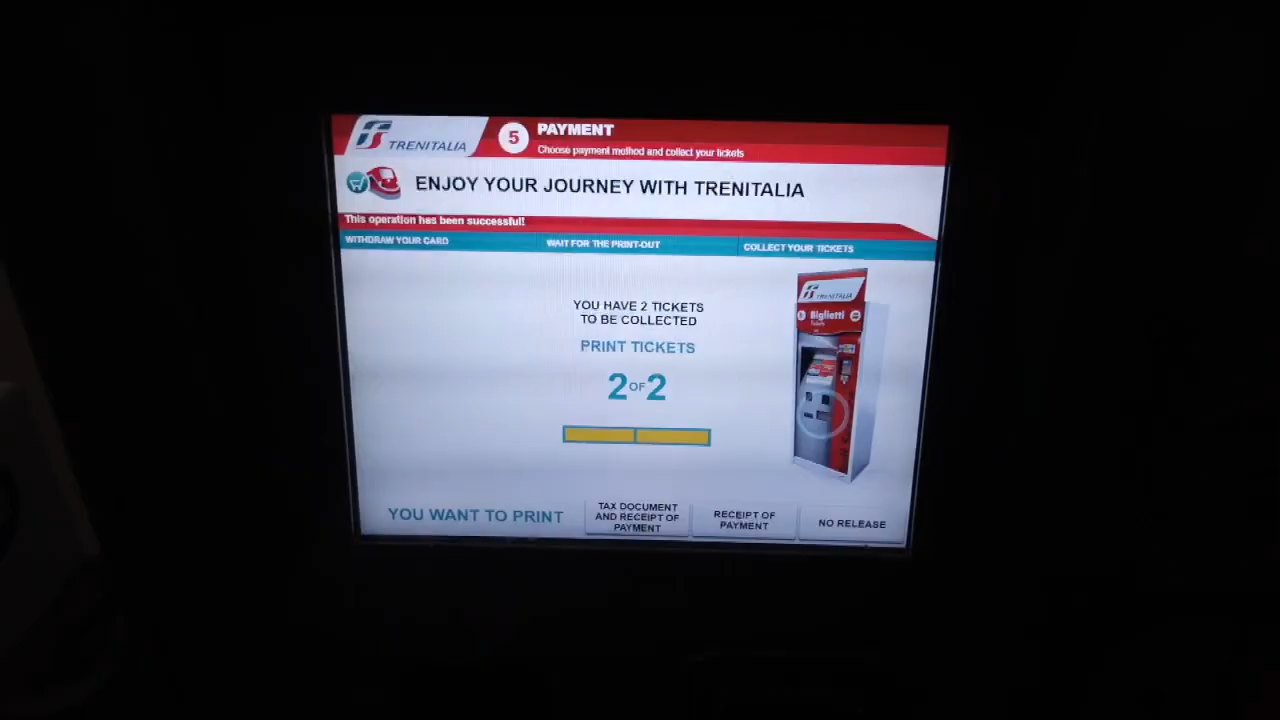 TRENITALIA
5
PAYMENT
Choose payment method and collect your tickets
ENJOY YOUR JOURNEY WITH TRENITALIA
This operation has been successful!
WITHDRAW YOUR CARD
WAIT FOR THE PRINT-OUT
COLLECT YOUR TICKETS
YOU HAVE 2 TICKETS
TO BE COLLECTED
PRINT TICKETS
2 OF 2
TRENITALIA
Biglietti
YOU WANT TO PRINT
TAX DOCUMENT
AND RECEIPT OF
PAYMENT
RECEIPT OF
PAYMENT
NO RELEASE